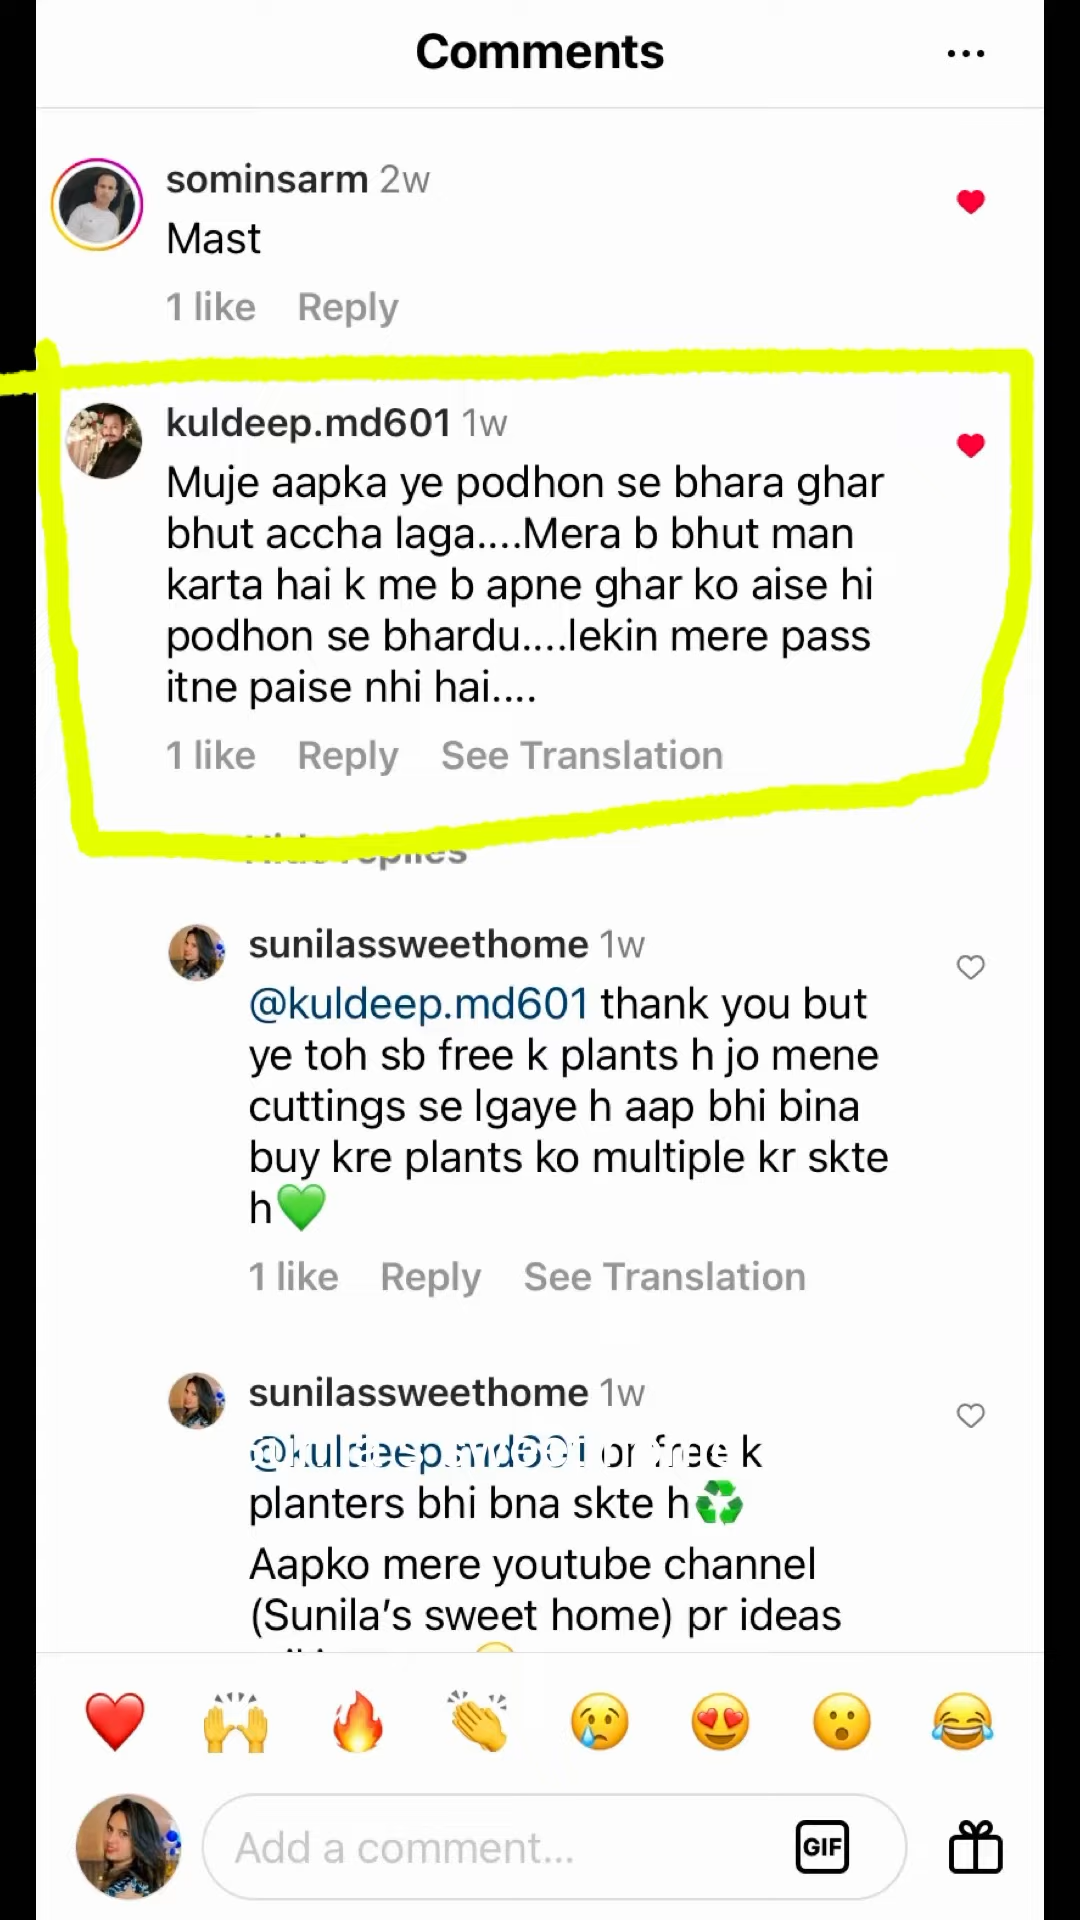 Comments
sominsarm 2w
Mast
1 like Reply
kuldeep.md601 1w
Muje aapka ye podhon se bhara ghar
bhut accha laga....Mera b bhut man
karta hai k me b apne ghar ko aise hi
podhon se bhardu....lekin mere pass
itne paise nhi hai....
1 like Reply See Translation
Hide replies
sunilassweethome 1w
@kuldeep.md601 thank you but
ye toh sb free k plants h jo mene
cuttings se lgaye h aap bhi bina
buy kre plants ko multiple kr skte
h💚
1 like Reply See Translation
sunilassweethome 1w
@kuldeep.md601 or free k
planters bhi bna skte h♻️
Aapko mere youtube channel
(Sunila's sweet home) pr ideas
Add a comment...
GIF